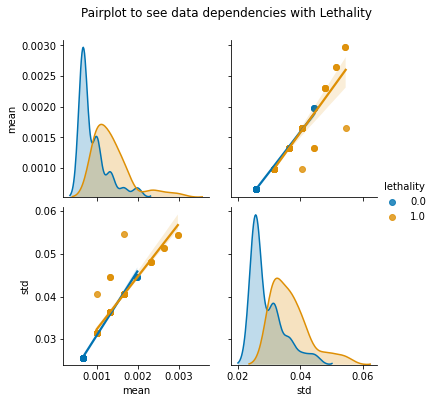 Pairplot to see data dependencies with Lethality
0.0030
0.0025
0.0020
0.0015
0.0010
mean
lethality
0.0
1.0
0.06
0.05
0.04
0.03
std
0.001 0.002 0.003
mean
0.02 0.04 0.06
std